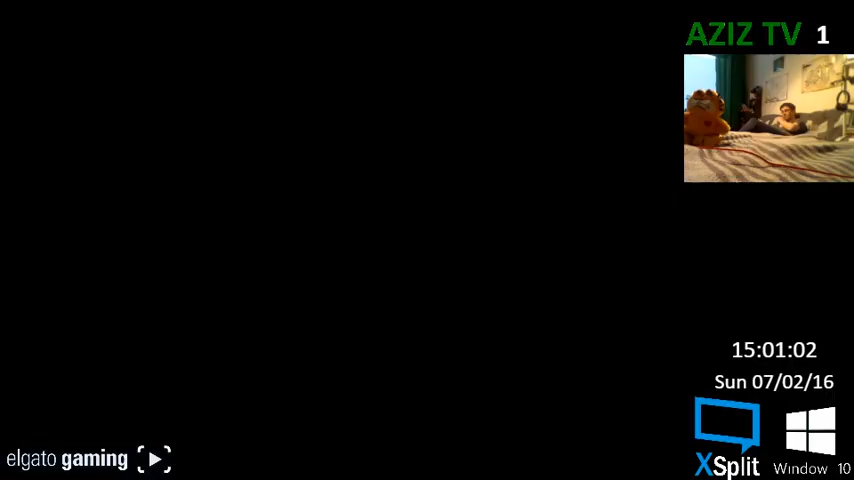 AZIZ TV 1
15:01:02
Sun 07/02/16
XSplit
Window 10
elgato gaming